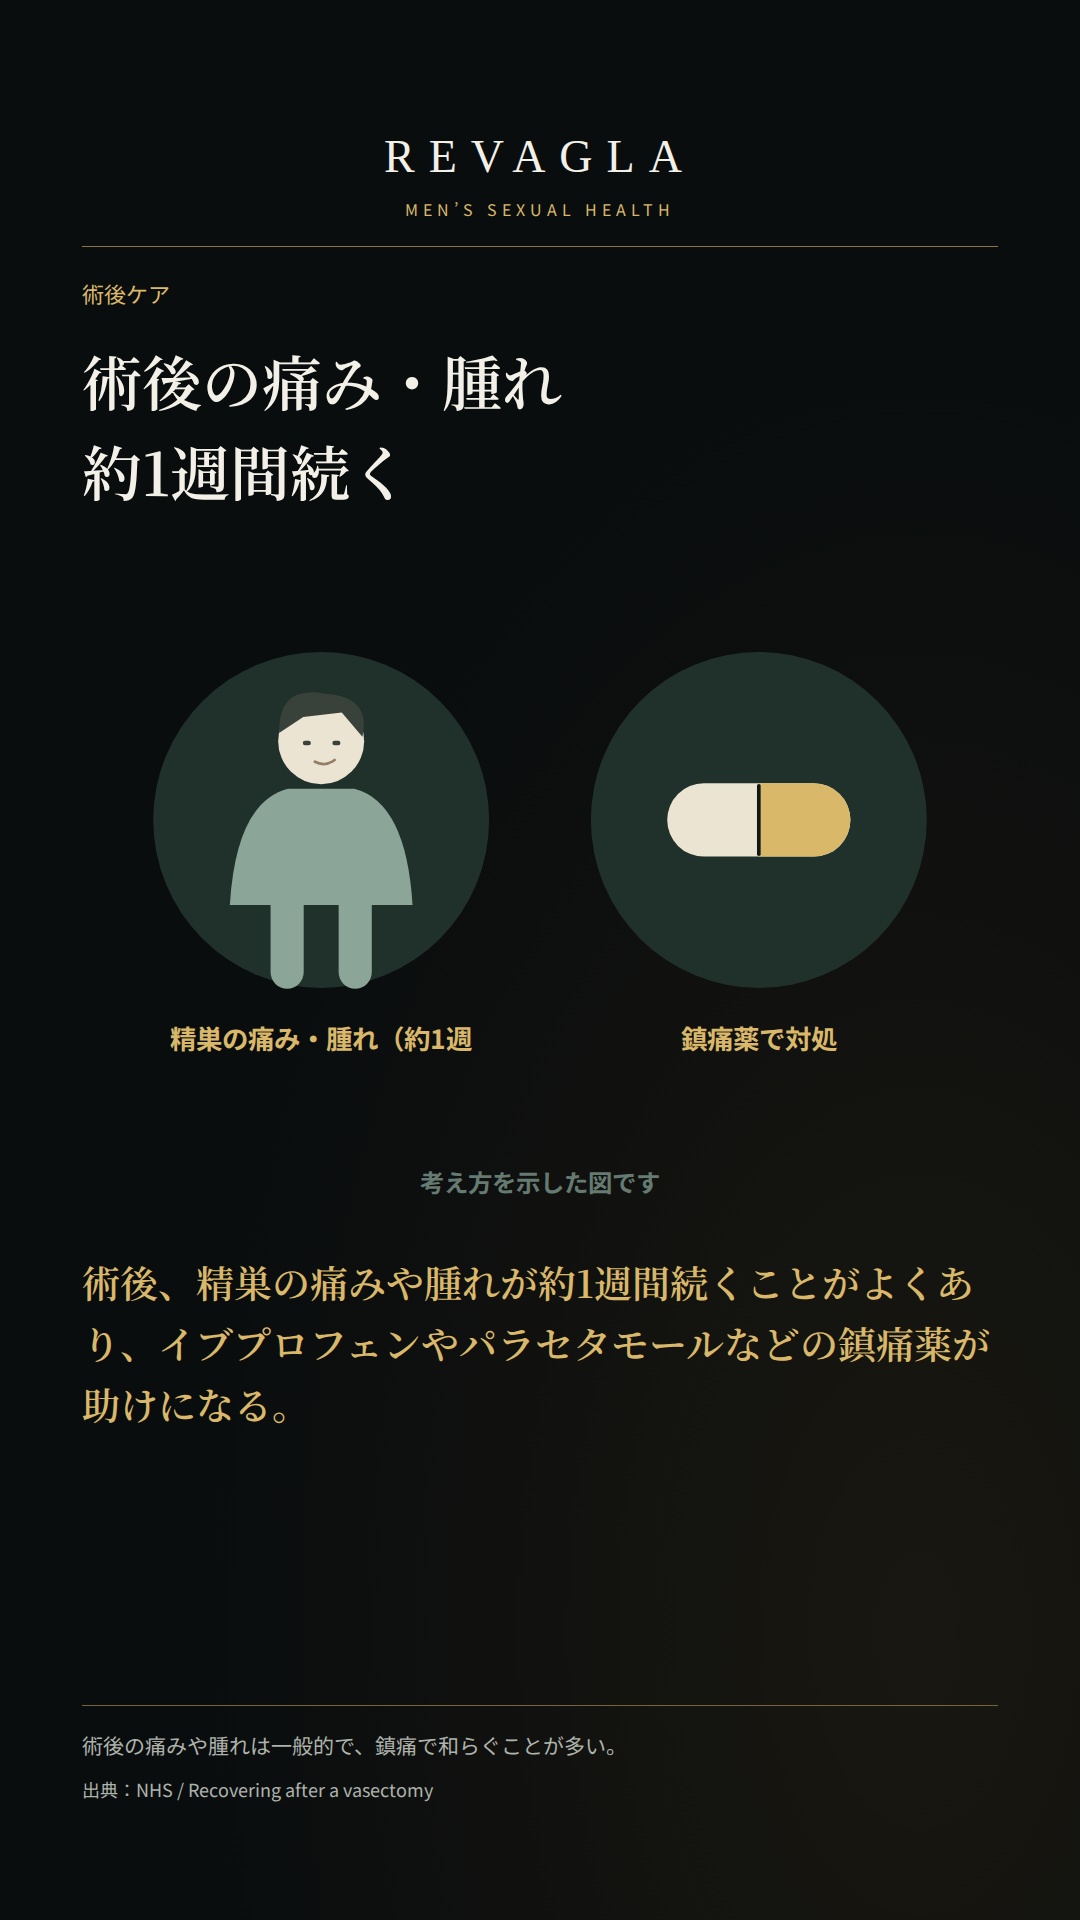 REVAGLA
MEN’S SEXUAL HEALTH
術後ケア
術後の痛み・腫れ
約1週間続く
精巣の痛み・腫れ（約1週
鎮痛薬で対処
考え方を示した図です
術後、精巣の痛みや腫れが約1週間続くことがよくあ
り、イブプロフェンやパラセタモールなどの鎮痛薬が
助けになる。
術後の痛みや腫れは一般的で、鎮痛で和らぐことが多い。
出典：NHS / Recovering after a vasectomy